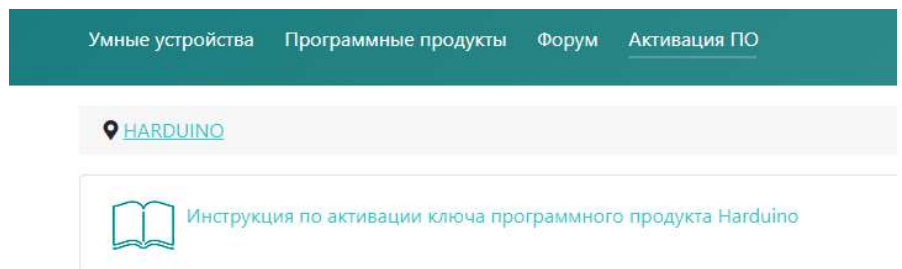 Умные устройства Программные продукты Форум Активация ПО
HARDUINO
Инструкция по активации ключа программного продукта Harduino